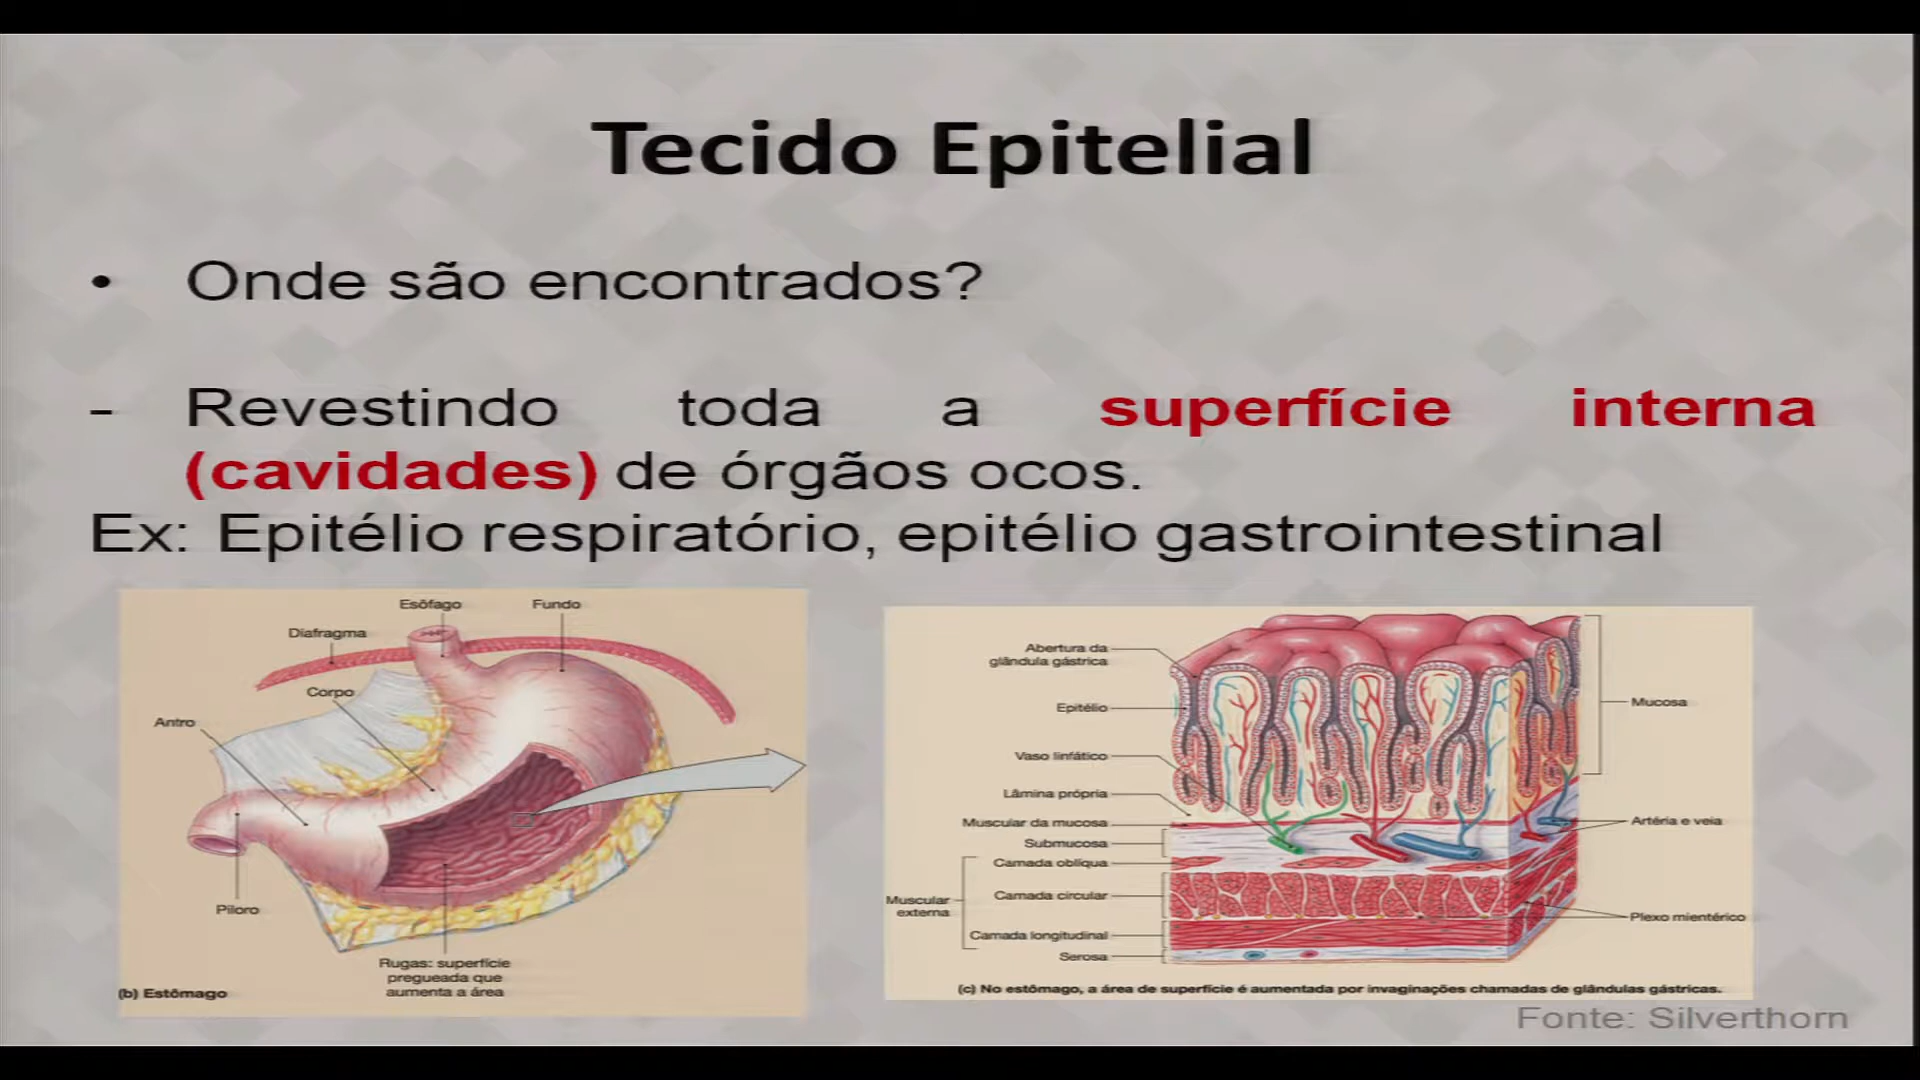 Tecido Epitelial
• Onde são encontrados?
- Revestindo toda a superfície interna
(cavidades) de órgãos ocos.
Ex: Epitélio respiratório, epitélio gastrointestinal
Esôfago
Fundo
Diafragma
Corpo
Antro
Piloro
Rugas: superfície
pregueada que
aumenta a área
(b) Estômago
Abertura da
glândula gástrica
Epitélio
Vaso linfático
Lâmina própria
Muscular da mucosa
Submucosa
Camada oblíqua
Camada circular
Muscular
externa
Camada longitudinal
Serosa
Mucosa
Artéria e veia
Plexo mientérico
(c) No estômago, a área de superfície é aumentada por invaginações chamadas de glândulas gástricas.
Fonte: Silverthorn